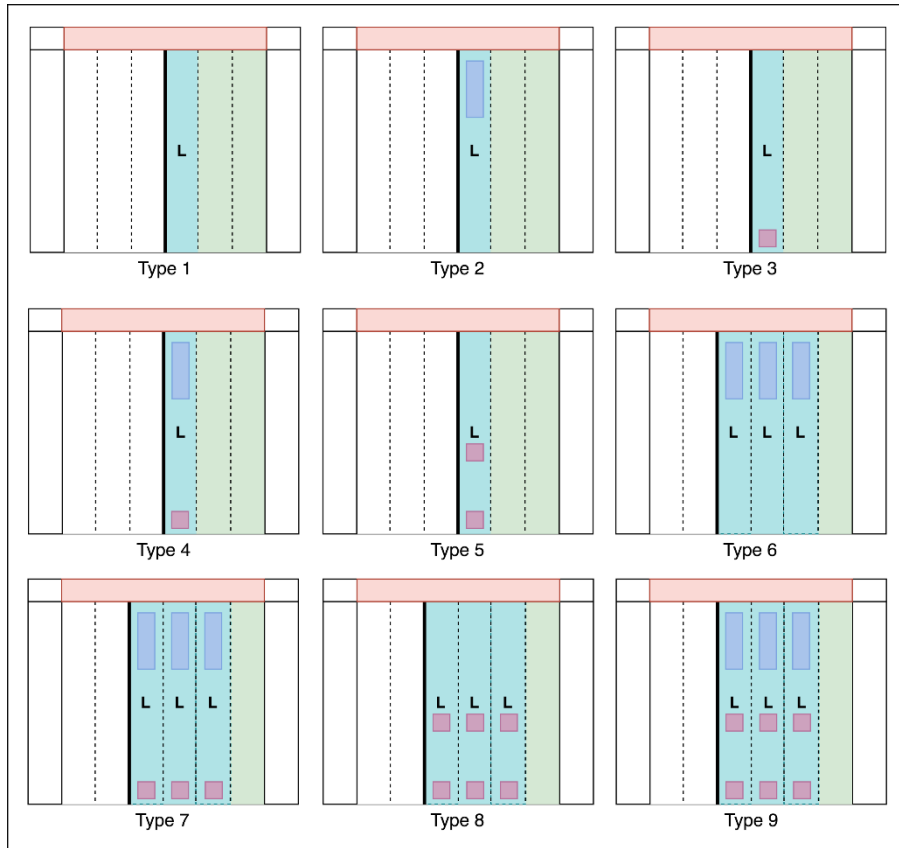 L
L
L
Type 1
Type 2
Type 3
L
L
L L L
Type 4
Type 5
Type 6
L L L
L L L
L L L
Type 7
Type 8
Type 9